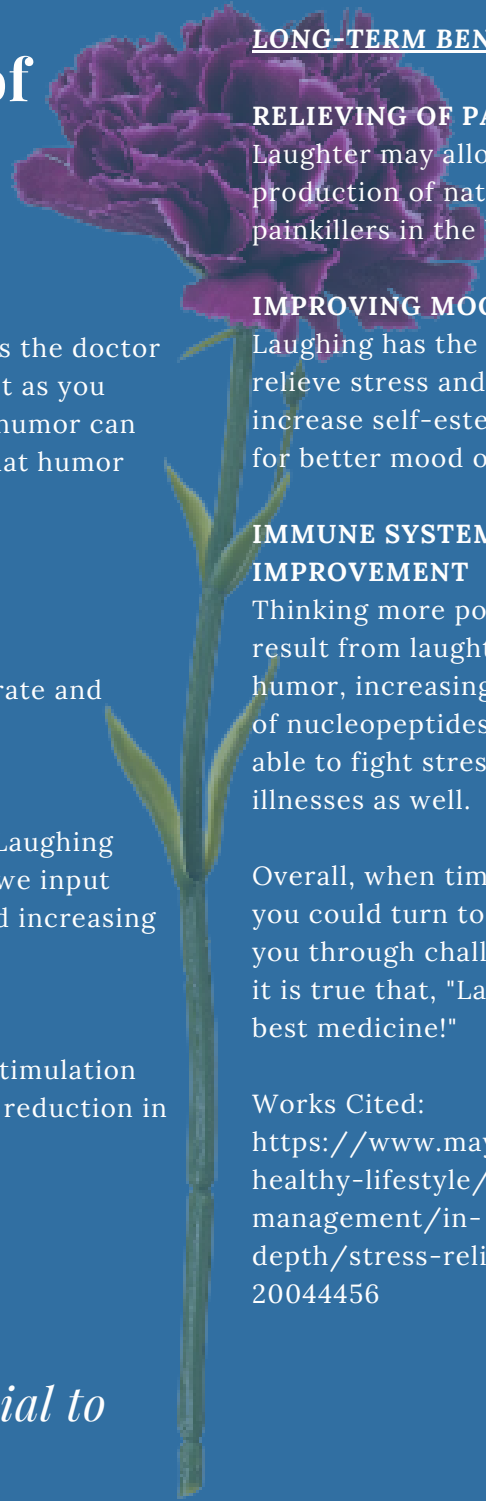 of
s the doctor
t as you
humor can
at humor
rate and
Laughing
we input
d increasing
timulation
reduction in
ial to
LONG-TERM BEN
RELIEVING OF PA
Laughter may allo
production of nat
painkillers in the
IMPROVING MOO
Laughing has the
relieve stress and
increase self-este
for better mood o
IMMUNE SYSTEM
IMPROVEMENT
Thinking more po
result from laught
humor, increasing
of nucleopeptides
able to fight stres
illnesses as well.
Overall, when tim
you could turn to
you through chall
it is true that, "La
best medicine!"
Works Cited:
https://www.may
healthy-lifestyle/
management/in-
depth/stress-reli
20044456